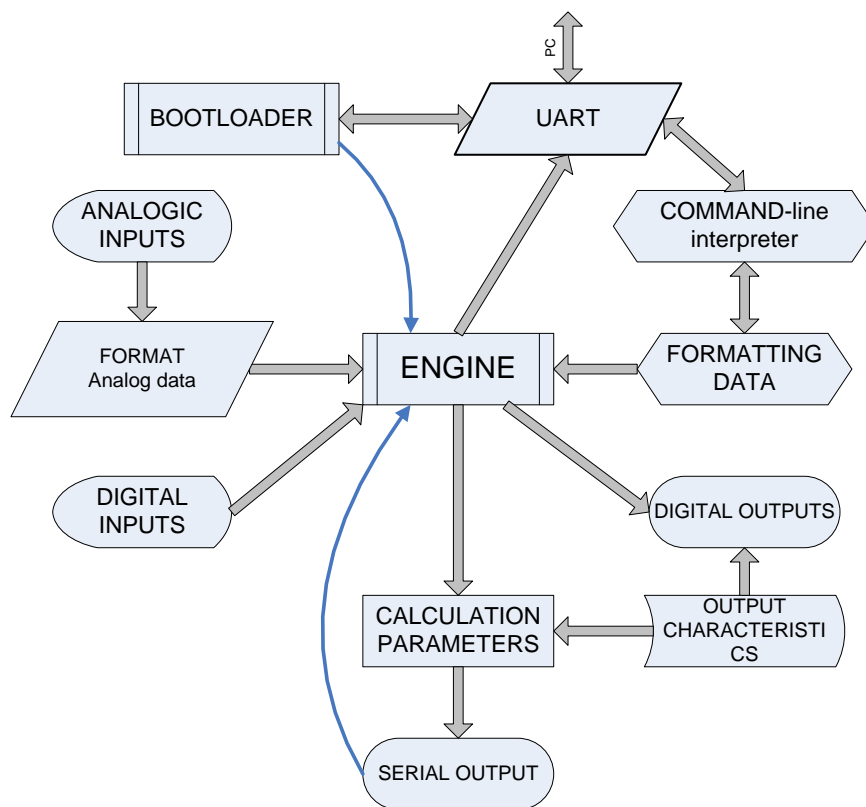 PC
BOOTLOADER
UART
ANALOGIC
INPUTS
COMMAND-line
interpreter
FORMAT
Analog data
ENGINE
FORMATTING
DATA
DIGITAL
INPUTS
DIGITAL OUTPUTS
CALCULATION
PARAMETERS
OUTPUT
CHARACTERISTI
CS
SERIAL OUTPUT